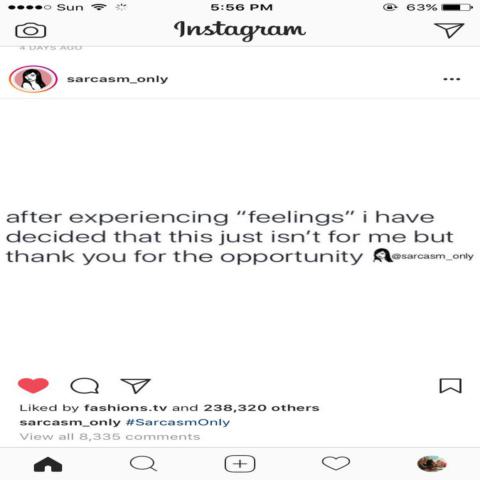 Sun 5:56 PM 63%
Instagram
4 DAYS AGO
sarcasm_only
after experiencing "feelings" i have
decided that this just isn't for me but
thank you for the opportunity @sarcasm_only
Liked by fashions.tv and 238,320 others
sarcasm_only #SarcasmOnly
View all 8,335 comments